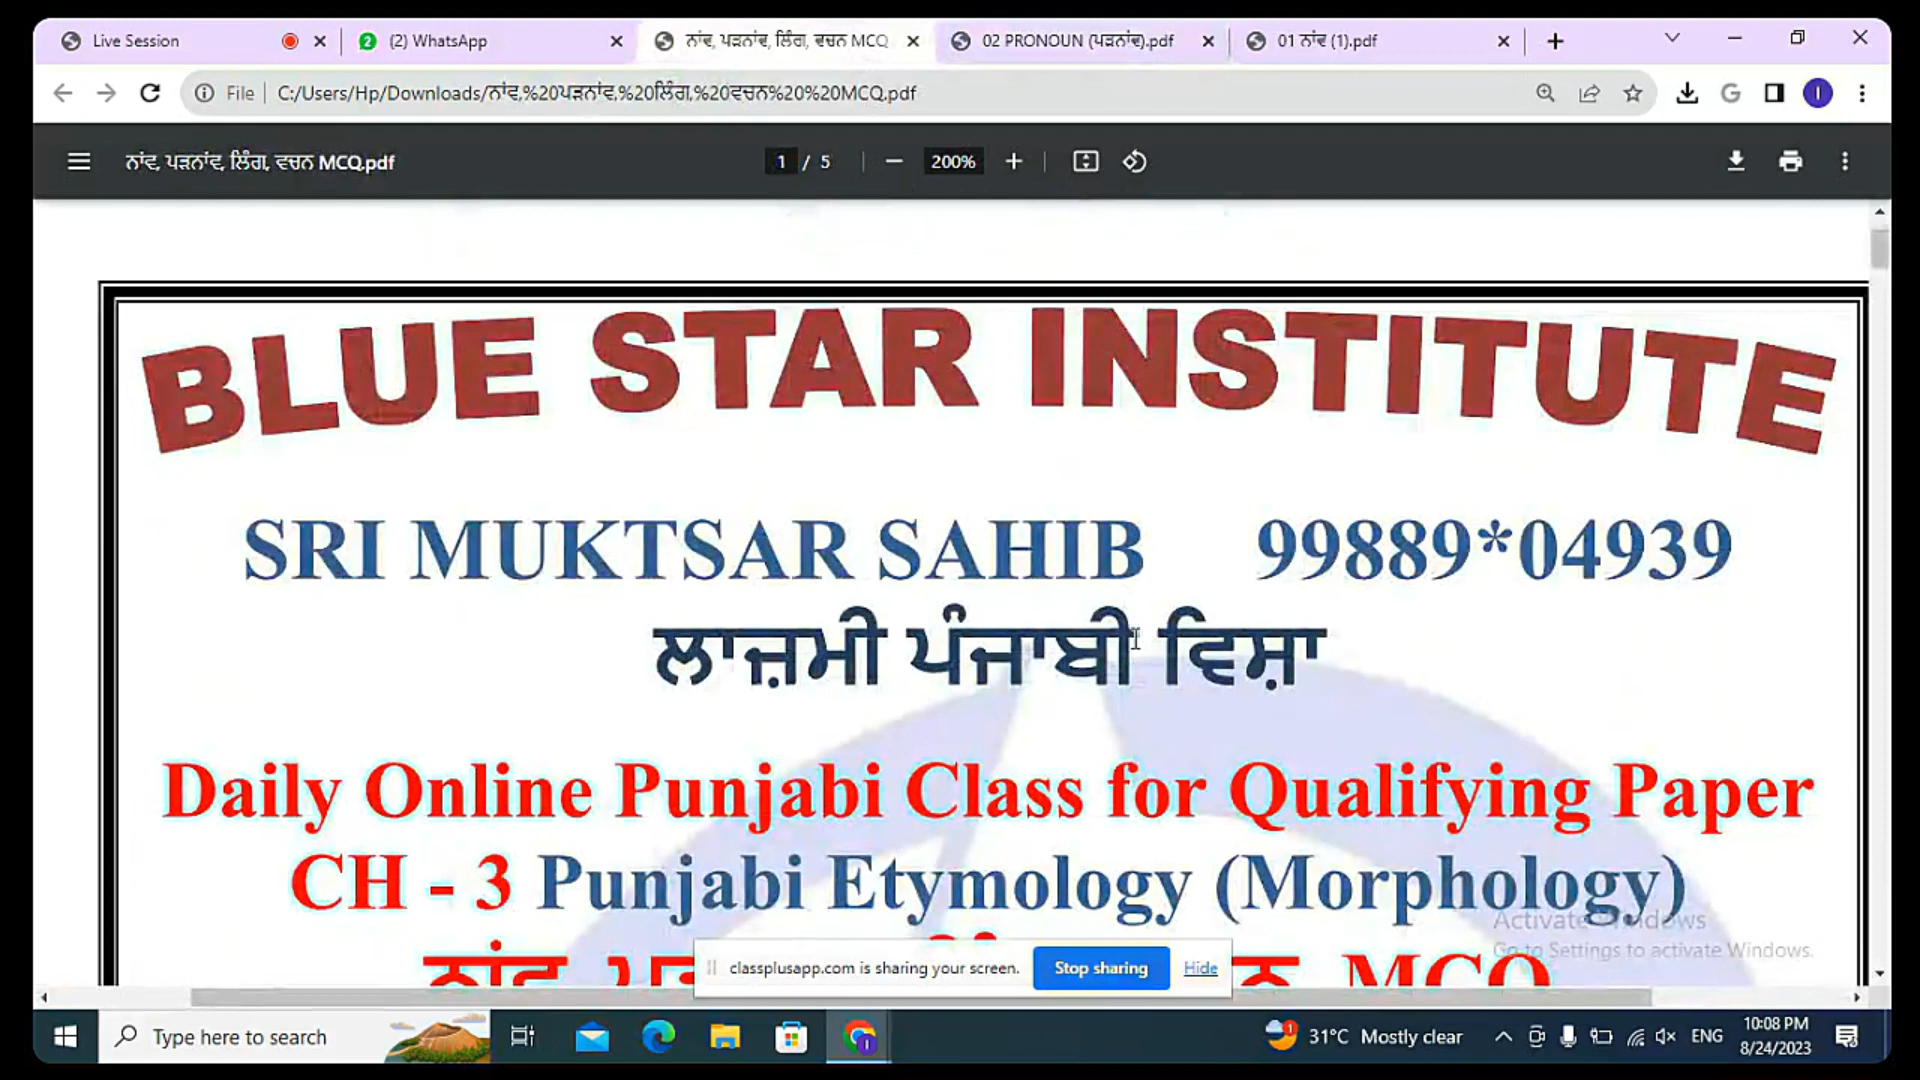 Live Session
(2) WhatsApp
ਨਾਂਵ, ਪੜਨਾਂਵ, ਲਿੰਗ, ਵਚਨ MCQ
02 PRONOUN (ਪੜਨਾਂਵ).pdf
01 ਨਾਂਵ (1).pdf
File C:/Users/Hp/Downloads/ਨਾਂਵ,%20ਪੜਨਾਂਵ,%20ਲਿੰਗ,%20ਵਚਨ%20%20MCQ.pdf
ਨਾਂਵ, ਪੜਨਾਂਵ, ਲਿੰਗ, ਵਚਨ MCQ.pdf
1 / 5
200%
BLUE STAR INSTITUTE
SRI MUKTSAR SAHIB 99889*04939
ਲਾਜ਼ਮੀ ਪੰਜਾਬੀ ਵਿਸ਼ਾ
Daily Online Punjabi Class for Qualifying Paper
CH - 3 Punjabi Etymology (Morphology)
MCQ
Activate Windows
Go to Settings to activate Windows.
classplusapp.com is sharing your screen.
Stop sharing
Hide
Type here to search
31°C Mostly clear
ENG
10:08 PM
8/24/2023